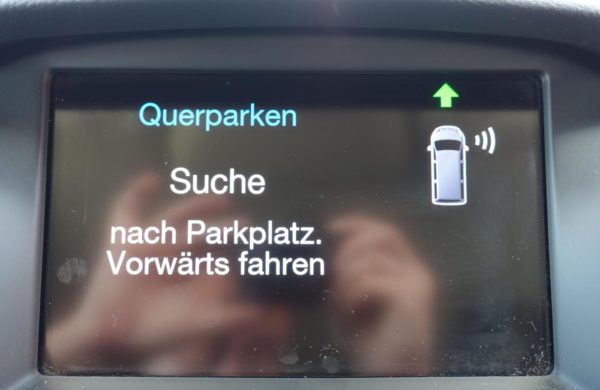 Querparken
Suche
nach Parkplatz.
Vorwärts fahren